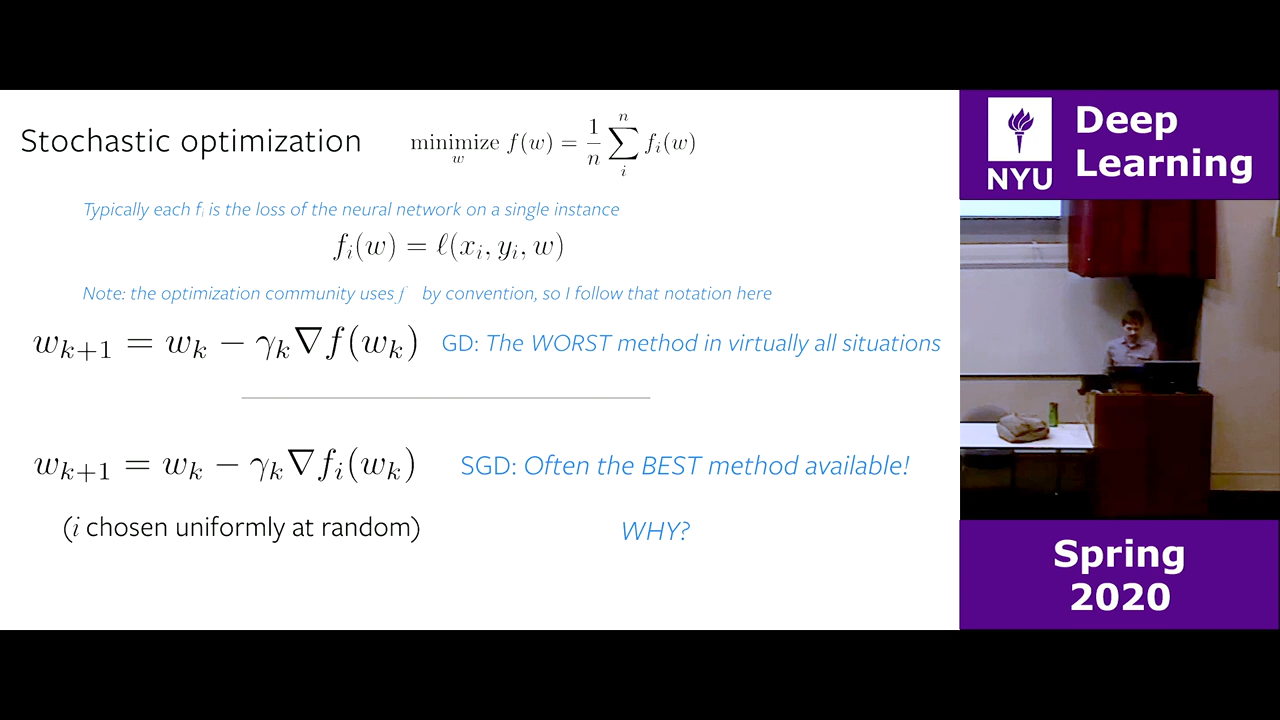 Stochastic optimization minimize_w f(w) = \frac{1}{n} \sum_i^n f_i(w)
Typically each f_i is the loss of the neural network on a single instance
f_i(w) = ℓ(x_i, y_i, w)
Note: the optimization community uses f by convention, so I follow that notation here
w_{k+1} = w_k − γ_k∇f(w_k) GD: The WORST method in virtually all situations
w_{k+1} = w_k − γ_k∇f_i(w_k) SGD: Often the BEST method available!
(i chosen uniformly at random) WHY?
NYU
Deep
Learning
Spring
2020